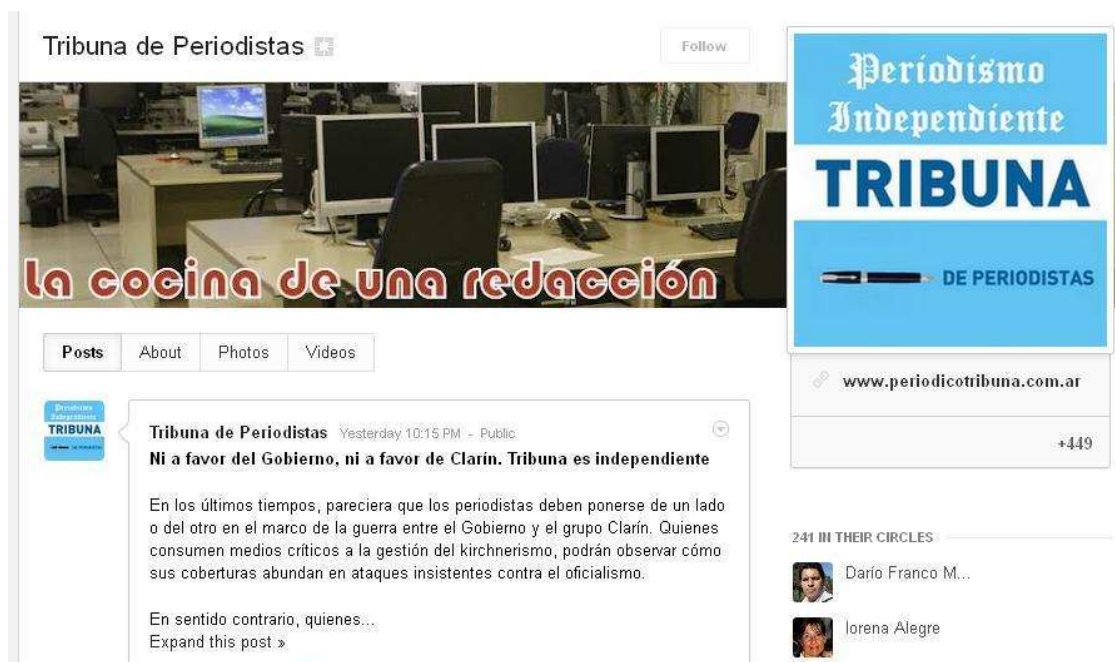 Tribuna de Periodistas
Follow
La cocina de una redacción
Periodismo
Independiente
TRIBUNA
DE PERIODISTAS
www.periodicotribuna.com.ar
+449
Posts
About
Photos
Videos
Periodismo
Independiente
TRIBUNA
Tribuna de Periodistas Yesterday 10:15 PM - Public
Ni a favor del Gobierno, ni a favor de Clarín. Tribuna es independiente
En los últimos tiempos, pareciera que los periodistas deben ponerse de un lado
o del otro en el marco de la guerra entre el Gobierno y el grupo Clarín. Quienes
consumen medios críticos a la gestión del kirchnerismo, podrán observar cómo
sus coberturas abundan en ataques insistentes contra el oficialismo.
En sentido contrario, quienes...
Expand this post »
241 IN THEIR CIRCLES
Darío Franco M...
lorena Alegre